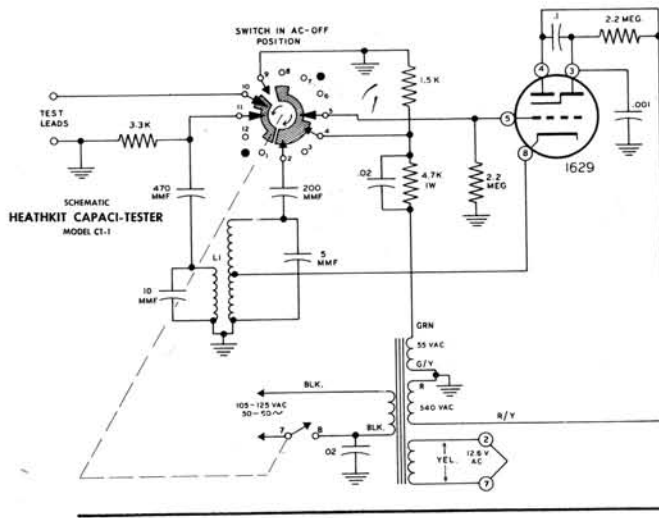 SWITCH IN AC-OFF
POSITION
.1
2.2 MEG.
9
8
7
10
6
11
5
12
4
1
2
3
TEST
LEADS
3.3K
1.5K
4
3
.001
5
8
1629
SCHEMATIC
HEATHKIT CAPACI-TESTER
MODEL CT-1
470
MMF
200
MMF
.02
4.7K
1W
2.2
MEG
L1
5
MMF
10
MMF
GRN
55 VAC
G/Y
BLK.
R
105-125 VAC
50-60~
540 VAC
R/Y
7
8
BLK.
.02
YEL.
12.6 V
AC
2
7